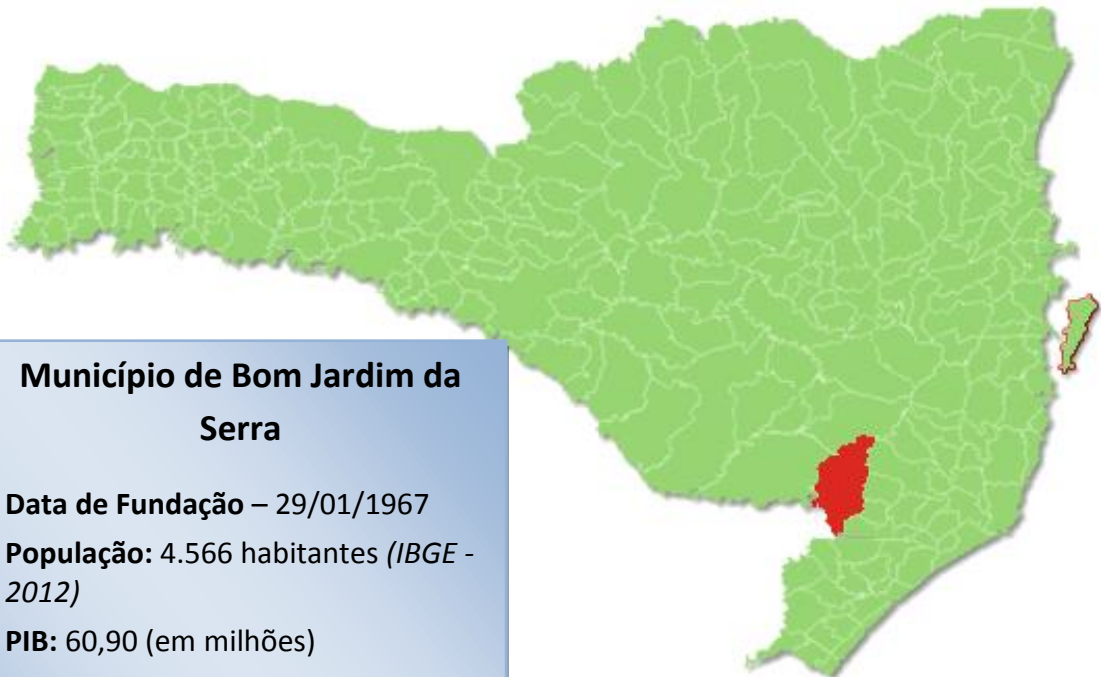 Município de Bom Jardim da
Serra
Data de Fundação – 29/01/1967
População: 4.566 habitantes (IBGE -
2012)
PIB: 60,90 (em milhões)